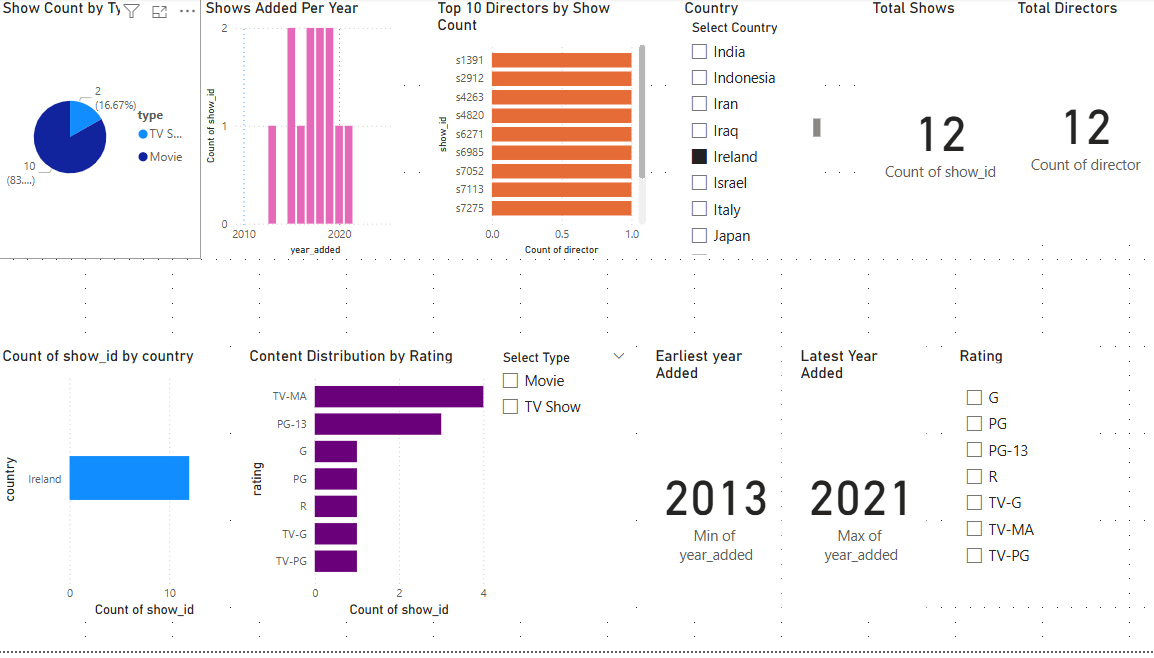 Show Count by Ty
2
(16.67%)
type
TV S...
Movie
10
(83....)
Shows Added Per Year
Count of show_id
2
1
0
2010
2020
year_added
Top 10 Directors by Show
Count
show_id
s1391
s2912
s4263
s4820
s6271
s6985
s7052
s7113
s7275
0.0
0.5
1.0
Count of director
Country
Select Country
India
Indonesia
Iran
Iraq
Ireland
Israel
Italy
Japan
Total Shows
12
Count of show_id
Total Directors
12
Count of director
Count of show_id by country
country
Ireland
0
10
Count of show_id
Content Distribution by Rating
rating
TV-MA
PG-13
G
PG
R
TV-G
TV-PG
0
2
4
Count of show_id
Select Type
Movie
TV Show
Earliest year
Added
2013
Min of
year_added
Latest Year
Added
2021
Max of
year_added
Rating
G
PG
PG-13
R
TV-G
TV-MA
TV-PG